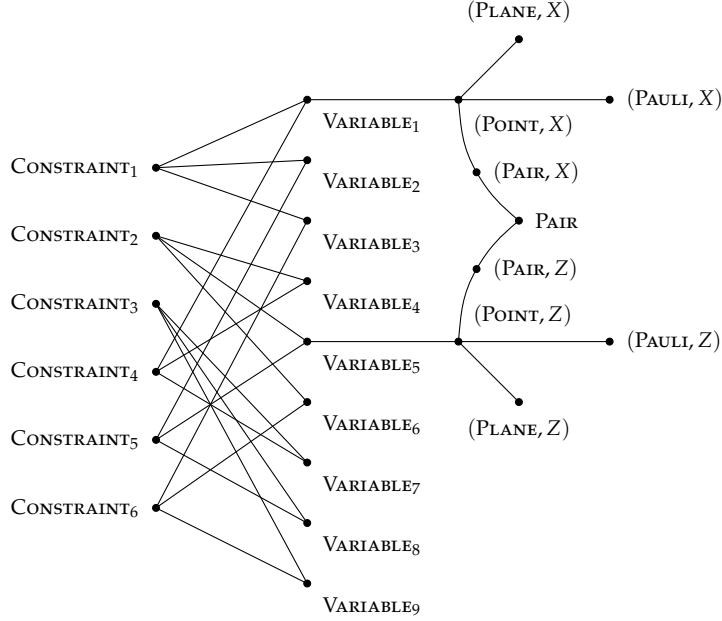 (PLANE, X)
(PAULI, X)
VARIABLE₁
(POINT, X)
CONSTRAINT₁
VARIABLE₂
(PAIR, X)
CONSTRAINT₂
VARIABLE₃
PAIR
CONSTRAINT₃
VARIABLE₄
(PAIR, Z)
(POINT, Z)
CONSTRAINT₄
VARIABLE₅
(PAULI, Z)
CONSTRAINT₅
VARIABLE₆
(PLANE, Z)
CONSTRAINT₆
VARIABLE₇
VARIABLE₈
VARIABLE₉